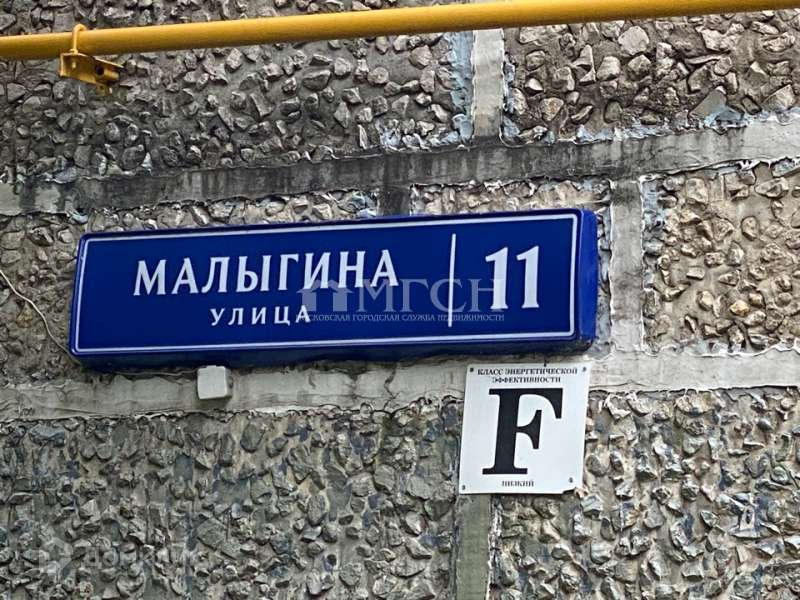 МАЛЫГИНА
УЛИЦА
11
МГСН
МОСКОВСКАЯ ГОРОДСКАЯ СЛУЖБА НЕДВИЖИМОСТИ
КЛАСС ЭНЕРГЕТИЧЕСКОЙ
ЭФФЕКТИВНОСТИ
F
НИЗКИЙ